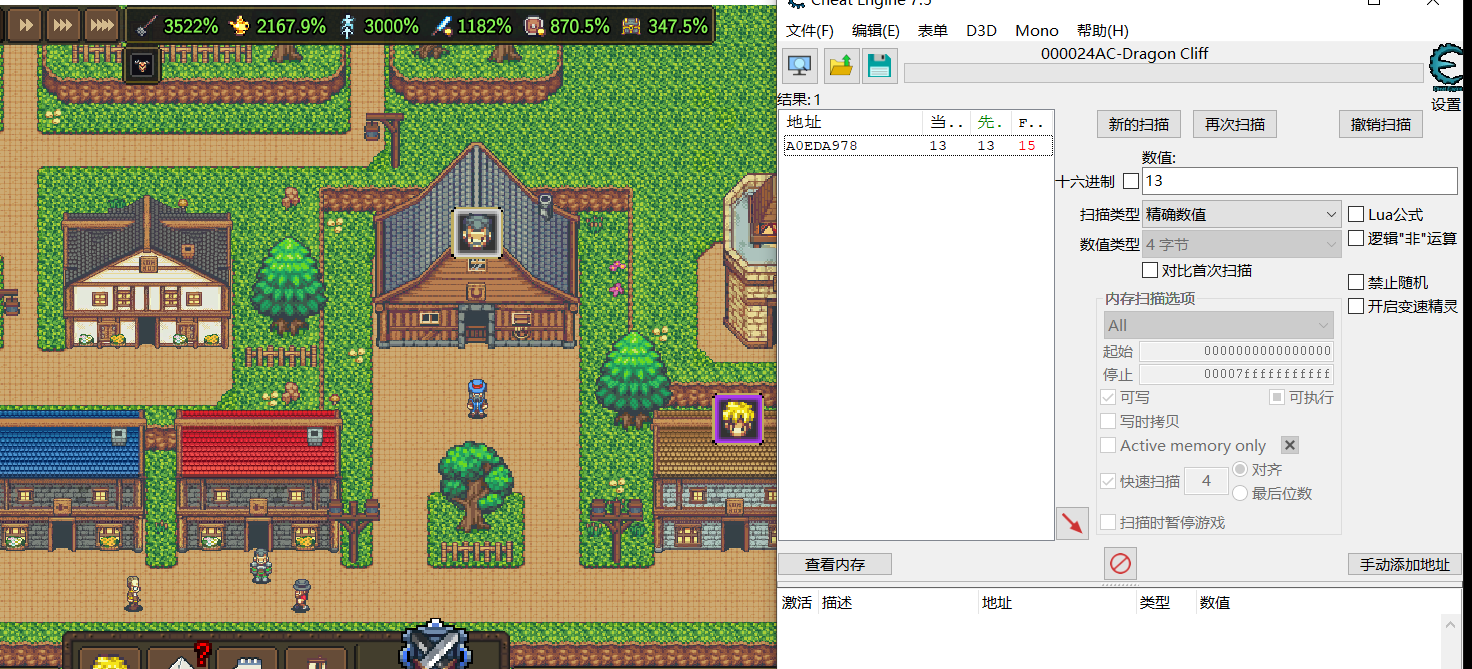 Cheat Engine 7.5
3522% 2167.9% 3000% 1182% 870.5% 347.5%
文件(F) 编辑(E) 表单 D3D Mono 帮助(H)
000024AC-Dragon Cliff
设置
结果: 1
地址 当.. 先. F..
A0EDA978 13 13 15
新的扫描 再次扫描 撤销扫描
数值:
十六进制 13
扫描类型 精确数值 Lua公式
数值类型 4 字节 逻辑"非"运算
对比首次扫描
内存扫描选项 禁止随机
All 开启变速精灵
起始 0000000000000000
停止 00007fffffffffff
可写 可执行
写时拷贝
Active memory only
快速扫描 4 对齐
最后位数
扫描时暂停游戏
查看内存 手动添加地址
激活 描述 地址 类型 数值